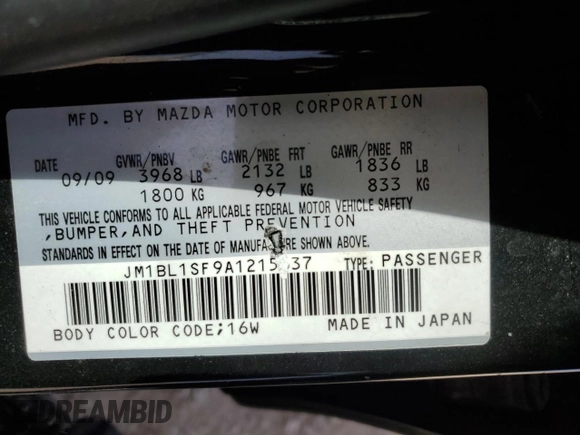 MFD. BY MAZDA MOTOR CORPORATION
DATE GVWR/PNBV GAWR/PNBE FRT GAWR/PNBE RR
09/09 3968 LB 2132 LB 1836 LB
1800 KG 967 KG 833 KG
THIS VEHICLE CONFORMS TO ALL APPLICABLE FEDERAL MOTOR VEHICLE SAFETY
,BUMPER,AND THEFT PREVENTION
STANDARDS IN EFFECT ON THE DATE OF MANUFACTURE SHOWN ABOVE.
TYPE: PASSENGER
BODY COLOR CODE;16W MADE IN JAPAN
IDREAMBID